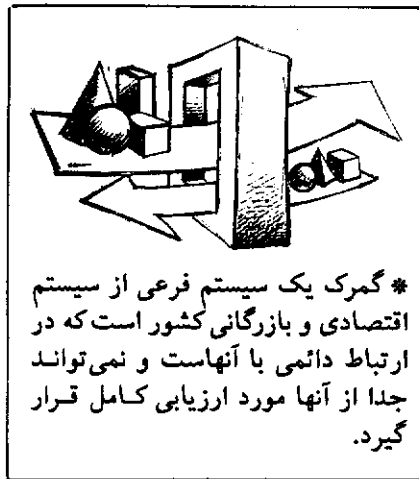 * گمرک یک سیستم فرعی از سیستم
اقتصادی و بازرگانی کشور است که در
ارتباط دائمی با آنهاست و نمی‌تواند
جدا از آنها مورد ارزیابی کامل قرار
گیرد.